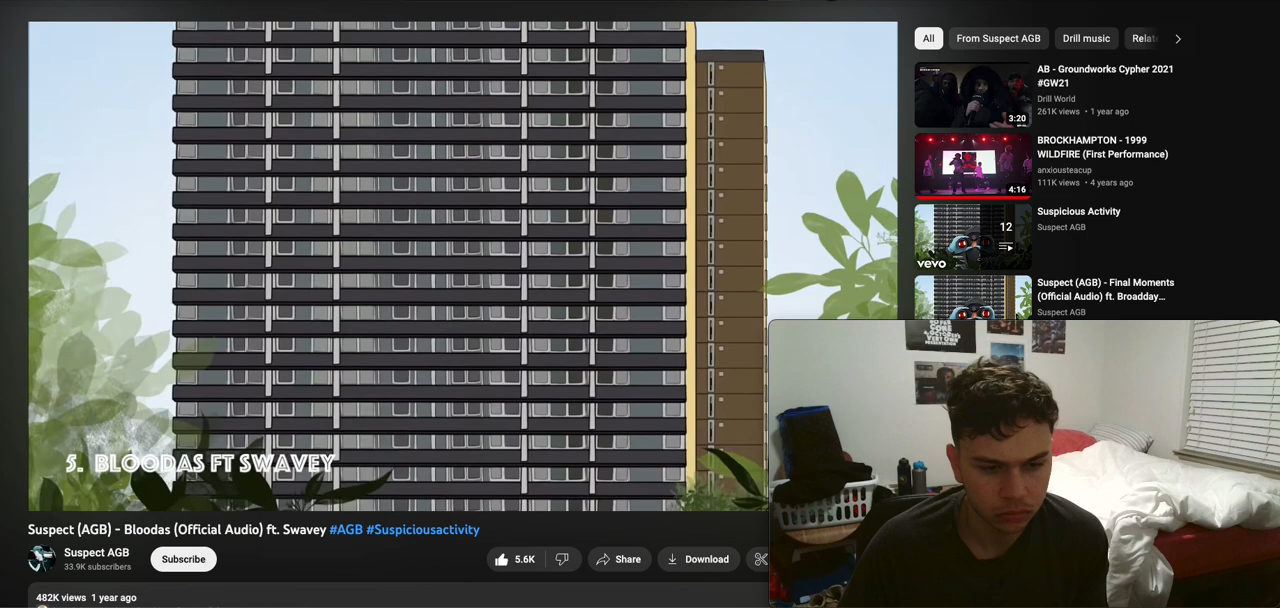 All
From Suspect AGB
Drill music
AB - Groundworks Cypher 2021
#GW21
Drill World
261K views • 1 year ago
3:20
BROCKHAMPTON - 1999
WILDFIRE (First Performance)
anxiousteacup
111K views • 4 years ago
4:16
Suspicious Activity
Suspect AGB
12
vevo
Suspect (AGB) - Final Moments
(Official Audio) ft. Broadday…
Suspect AGB
5. BLOODAS FT SWAVEY
Suspect (AGB) - Bloodas (Official Audio) ft. Swavey #AGB #Suspiciousactivity
Suspect AGB
33.9K subscribers
Subscribe
5.6K
Share
Download
482K views 1 year ago